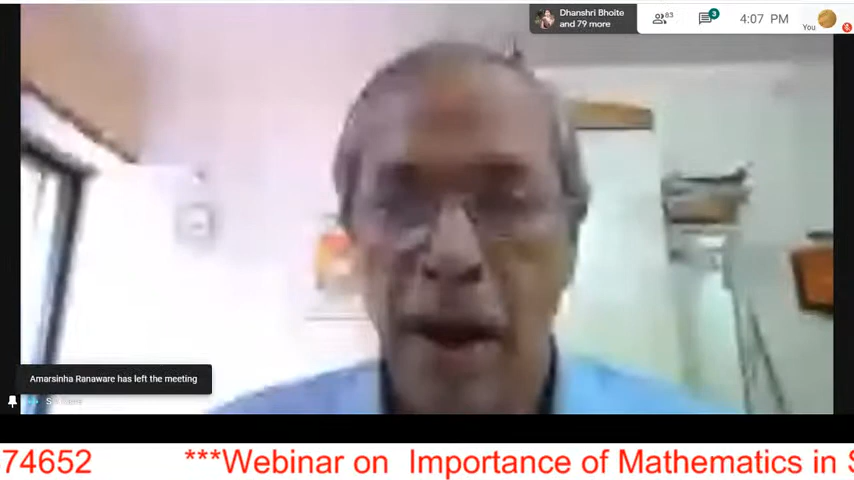 Dhanshri Bhoite
and 79 more
83
3
4:07 PM
You
Amarsinha Ranaware has left the meeting
74652 ***Webinar on Importance of Mathematics in S